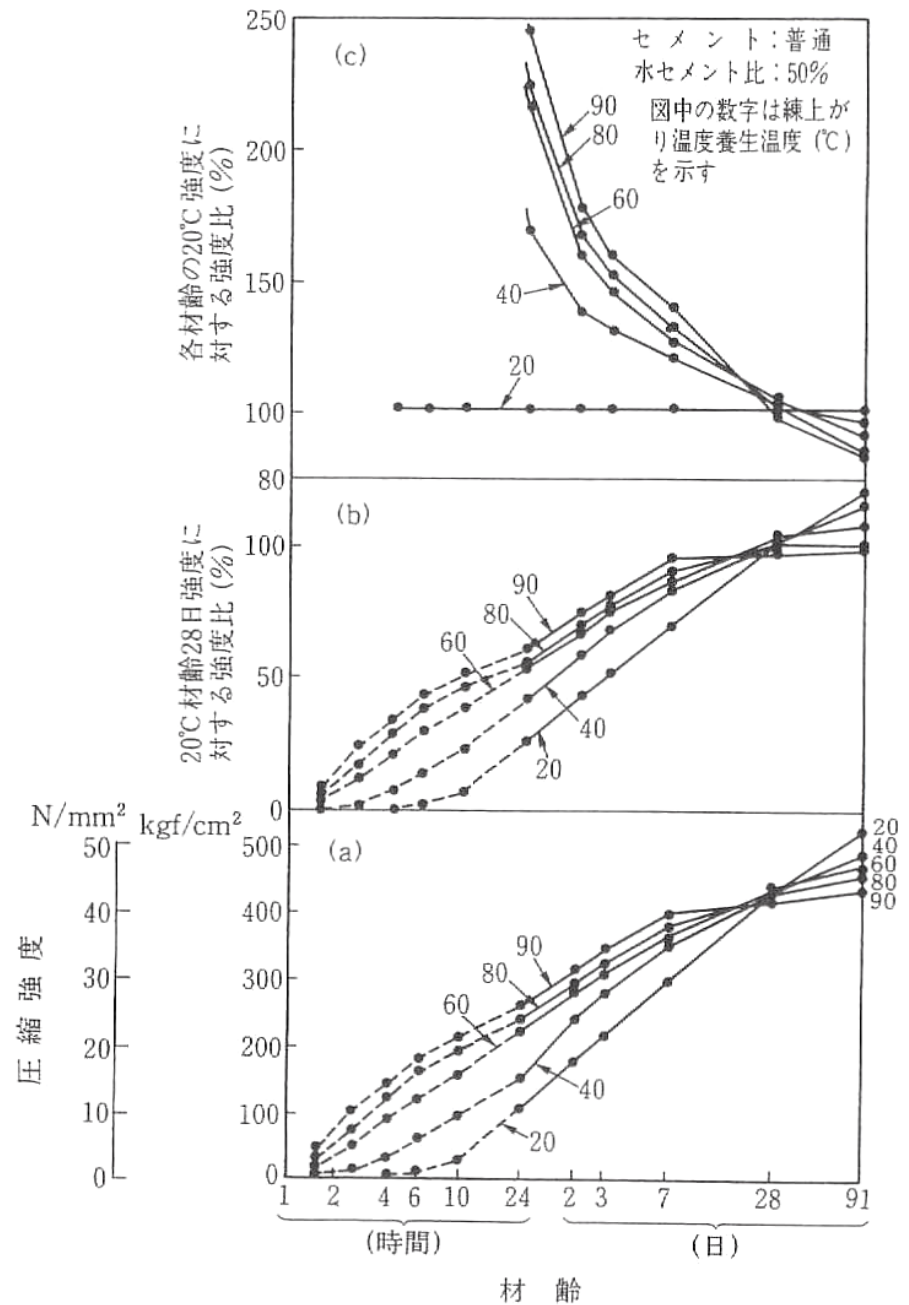 250
(c)
セメント：普通
水セメント比：50%
図中の数字は練上が
り温度養生温度 (℃)
を示す
90
80
200
60
各材齢の20℃強度に
対する強度比 (%)
150
40
20
100
80
(b)
100
20℃材齢28日強度に
対する強度比 (%)
90
80
60
50
40
20
0
N/mm² kgf/cm²
(a)
50
500
20
40
60
80
90
40
400
90
30
300
80
60
圧縮強度
20
200
40
10
100
20
0
0
1 2 4 6 10 24 2 3 7 28 91
(時間)
(日)
材 齢